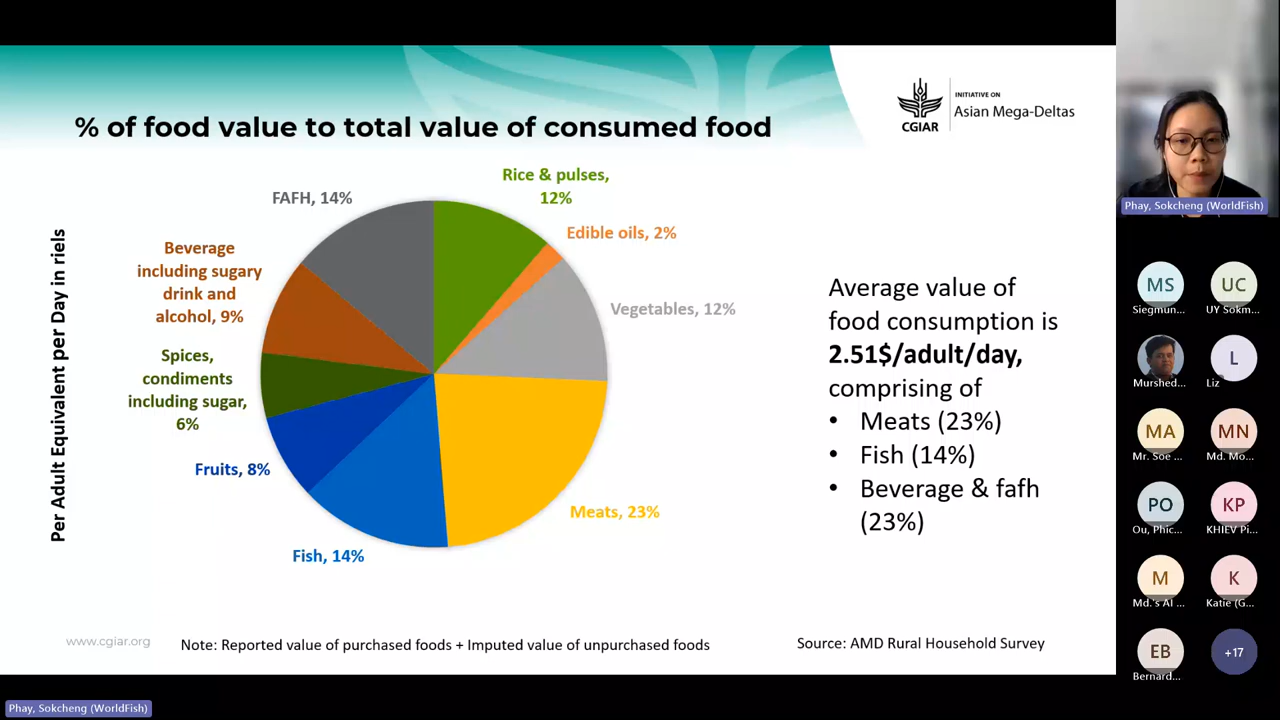 % of food value to total value of consumed food
CGIAR
INITIATIVE ON
Asian Mega-Deltas
Per Adult Equivalent per Day in riels
FAFH, 14%
Rice & pulses,
12%
Edible oils, 2%
Vegetables, 12%
Meats, 23%
Fish, 14%
Fruits, 8%
Spices,
condiments
including sugar,
6%
Beverage
including sugary
drink and
alcohol, 9%
Average value of
food consumption is
2.51$/adult/day,
comprising of
• Meats (23%)
• Fish (14%)
• Beverage & fafh
(23%)
www.cgiar.org
Note: Reported value of purchased foods + Imputed value of unpurchased foods
Source: AMD Rural Household Survey
Phay, Sokcheng (WorldFish)
MS
Siegmun...
UC
UY Sokm...
Murshed...
L
Liz
MA
Mr. Soe ...
MN
Md. Mo...
PO
Ou, Phic...
KP
KHIEV Pi...
M
Md.'s AI ...
K
Katie (G...
EB
Bernard...
+17
Phay, Sokcheng (WorldFish)